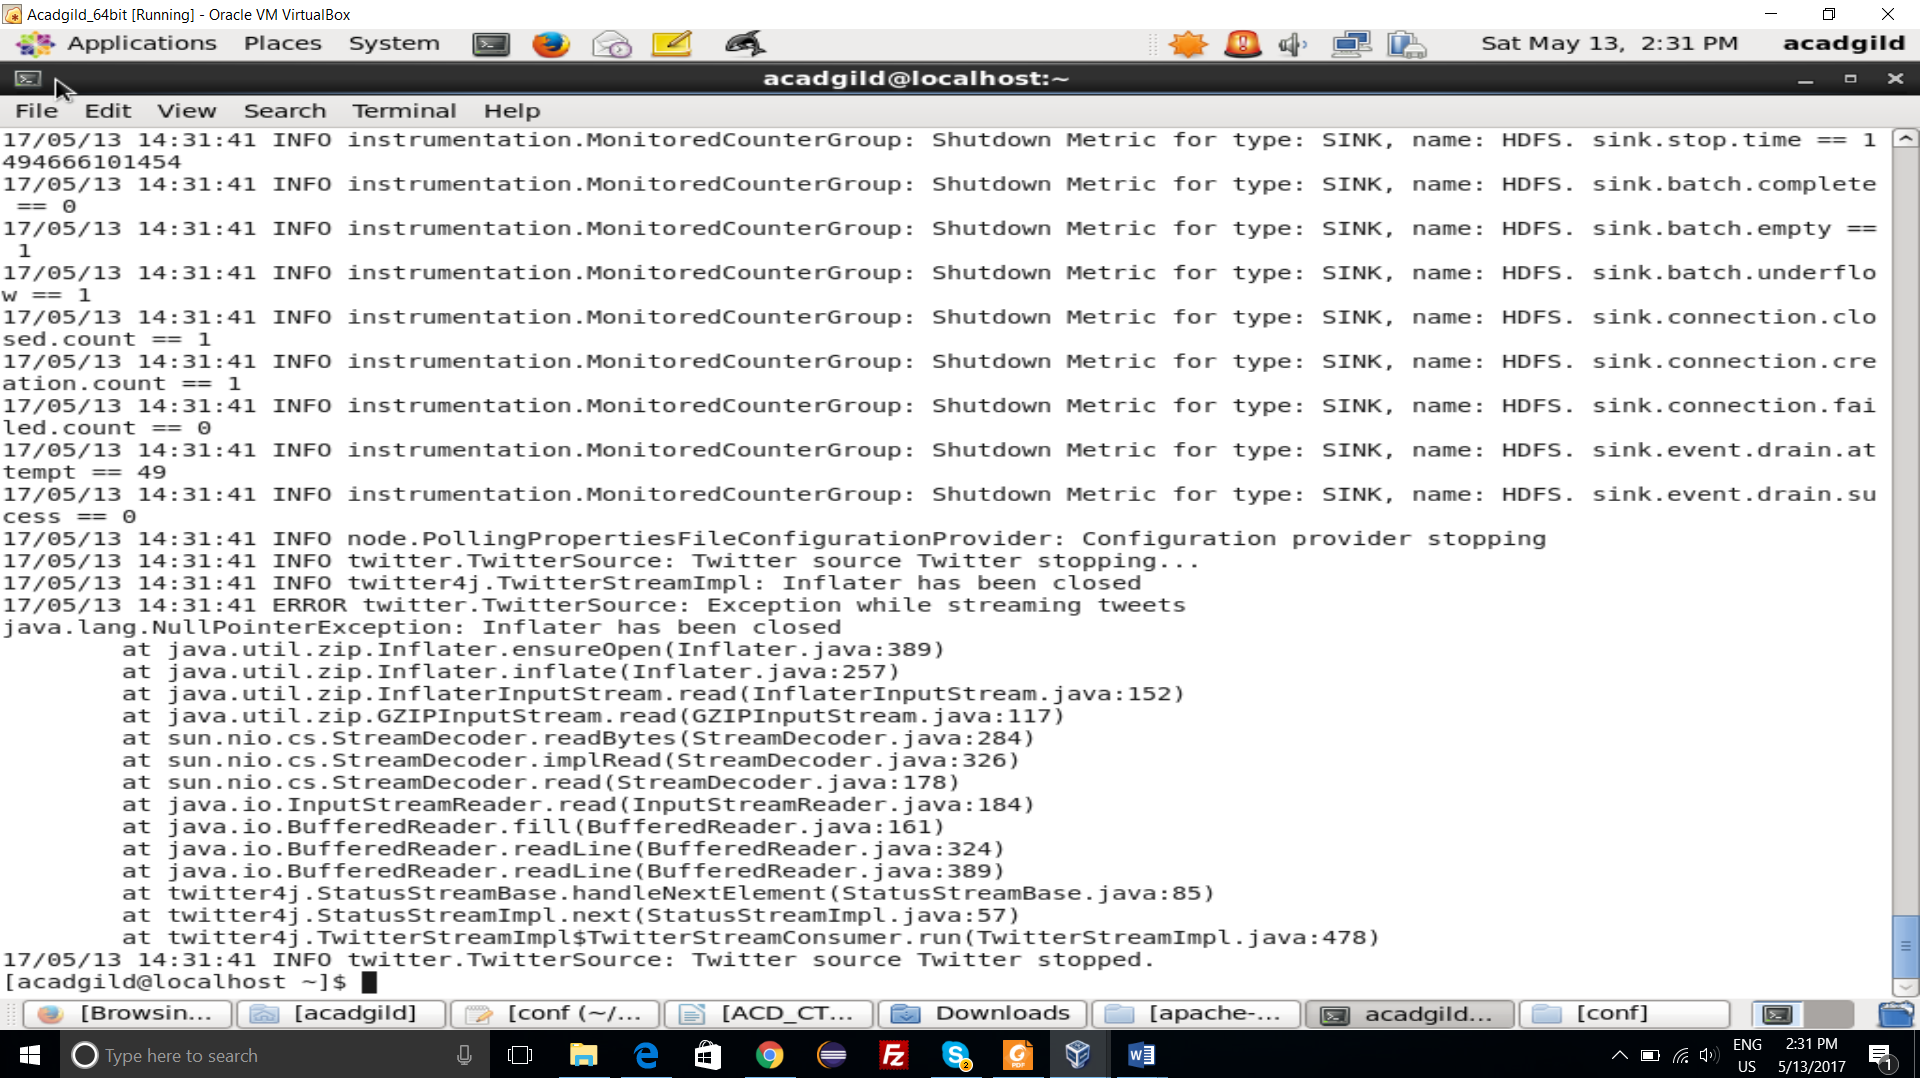 Acadgild_64bit [Running] - Oracle VM VirtualBox
Applications Places System Sat May 13, 2:31 PM acadgild
acadgild@localhost:~
File Edit View Search Terminal Help
17/05/13 14:31:41 INFO instrumentation.MonitoredCounterGroup: Shutdown Metric for type: SINK, name: HDFS. sink.stop.time == 1
494666101454
17/05/13 14:31:41 INFO instrumentation.MonitoredCounterGroup: Shutdown Metric for type: SINK, name: HDFS. sink.batch.complete
== 0
17/05/13 14:31:41 INFO instrumentation.MonitoredCounterGroup: Shutdown Metric for type: SINK, name: HDFS. sink.batch.empty ==
1
17/05/13 14:31:41 INFO instrumentation.MonitoredCounterGroup: Shutdown Metric for type: SINK, name: HDFS. sink.batch.underflo
w == 1
17/05/13 14:31:41 INFO instrumentation.MonitoredCounterGroup: Shutdown Metric for type: SINK, name: HDFS. sink.connection.clo
sed.count == 1
17/05/13 14:31:41 INFO instrumentation.MonitoredCounterGroup: Shutdown Metric for type: SINK, name: HDFS. sink.connection.cre
ation.count == 1
17/05/13 14:31:41 INFO instrumentation.MonitoredCounterGroup: Shutdown Metric for type: SINK, name: HDFS. sink.connection.fai
led.count == 0
17/05/13 14:31:41 INFO instrumentation.MonitoredCounterGroup: Shutdown Metric for type: SINK, name: HDFS. sink.event.drain.at
tempt == 49
17/05/13 14:31:41 INFO instrumentation.MonitoredCounterGroup: Shutdown Metric for type: SINK, name: HDFS. sink.event.drain.su
cess == 0
17/05/13 14:31:41 INFO node.PollingPropertiesFileConfigurationProvider: Configuration provider stopping
17/05/13 14:31:41 INFO twitter.TwitterSource: Twitter source Twitter stopping...
17/05/13 14:31:41 INFO twitter4j.TwitterStreamImpl: Inflater has been closed
17/05/13 14:31:41 ERROR twitter.TwitterSource: Exception while streaming tweets
java.lang.NullPointerException: Inflater has been closed
at java.util.zip.Inflater.ensureOpen(Inflater.java:389)
at java.util.zip.Inflater.inflate(Inflater.java:257)
at java.util.zip.InflaterInputStream.read(InflaterInputStream.java:152)
at java.util.zip.GZIPInputStream.read(GZIPInputStream.java:117)
at sun.nio.cs.StreamDecoder.readBytes(StreamDecoder.java:284)
at sun.nio.cs.StreamDecoder.implRead(StreamDecoder.java:326)
at sun.nio.cs.StreamDecoder.read(StreamDecoder.java:178)
at java.io.InputStreamReader.read(InputStreamReader.java:184)
at java.io.BufferedReader.fill(BufferedReader.java:161)
at java.io.BufferedReader.readLine(BufferedReader.java:324)
at java.io.BufferedReader.readLine(BufferedReader.java:389)
at twitter4j.StatusStreamBase.handleNextElement(StatusStreamBase.java:85)
at twitter4j.StatusStreamImpl.next(StatusStreamImpl.java:57)
at twitter4j.TwitterStreamImpl$TwitterStreamConsumer.run(TwitterStreamImpl.java:478)
17/05/13 14:31:41 INFO twitter.TwitterSource: Twitter source Twitter stopped.
[acadgild@localhost ~]$
[Browsin... [acadgild] [conf (~/... [ACD_CT... Downloads [apache-... acadgild... [conf]
Type here to search
ENG 2:31 PM
US 5/13/2017